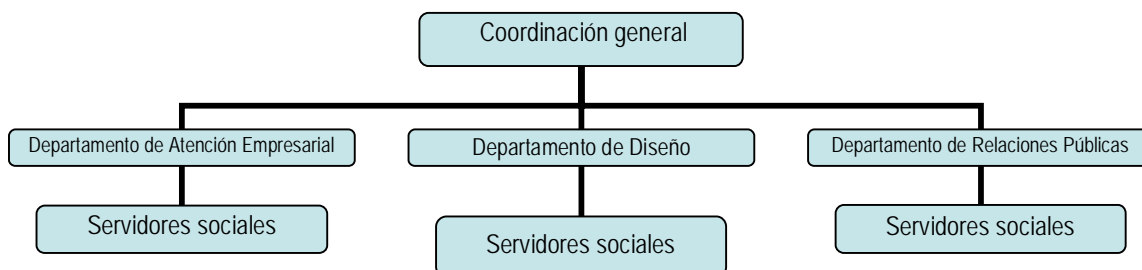 Coordinación general
Departamento de Atención Empresarial
Departamento de Diseño
Departamento de Relaciones Públicas
Servidores sociales
Servidores sociales
Servidores sociales